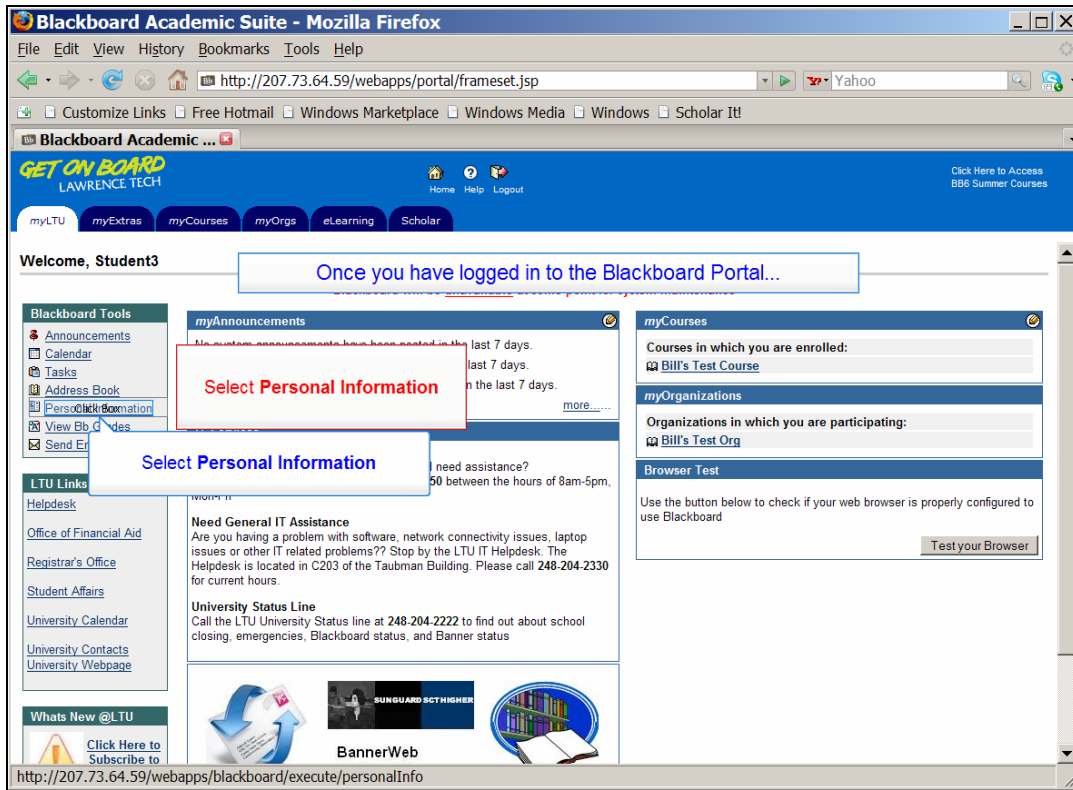 Blackboard Academic Suite - Mozilla Firefox
File Edit View History Bookmarks Tools Help
http://207.73.64.59/webapps/portal/frameset.jsp
Yahoo
Customize Links Free Hotmail Windows Marketplace Windows Media Windows Scholar It!
Blackboard Academic ...
GET ON BOARD
LAWRENCE TECH
Home Help Logout
Click Here to Access
BB6 Summer Courses
myLTU myExtras myCourses myOrgs eLearning Scholar
Welcome, Student3
Once you have logged in to the Blackboard Portal...
Blackboard Tools
Announcements
Calendar
Tasks
Address Book
Personal Information
Click Box
View Bb Grades
Send
Select Personal Information
Select Personal Information
LTU Links
Helpdesk
Office of Financial Aid
Registrar's Office
Student Affairs
University Calendar
University Contacts
University Webpage
Whats New @LTU
Click Here to
Subscribe to
myAnnouncements
No system announcements have been posted in the last 7 days.
last 7 days.
n the last 7 days.
more......
need assistance?
50 between the hours of 8am-5pm,
Mon-Fri
Need General IT Assistance
Are you having a problem with software, network connectivity issues, laptop
issues or other IT related problems?? Stop by the LTU IT Helpdesk. The
Helpdesk is located in C203 of the Taubman Building. Please call 248-204-2330
for current hours.
University Status Line
Call the LTU University Status line at 248-204-2222 to find out about school
closing, emergencies, Blackboard status, and Banner status
SUNGUARD SCT HIGHER
BannerWeb
myCourses
Courses in which you are enrolled:
Bill's Test Course
myOrganizations
Organizations in which you are participating:
Bill's Test Org
Browser Test
Use the button below to check if your web browser is properly configured to
use Blackboard
Test your Browser
http://207.73.64.59/webapps/blackboard/execute/personalInfo